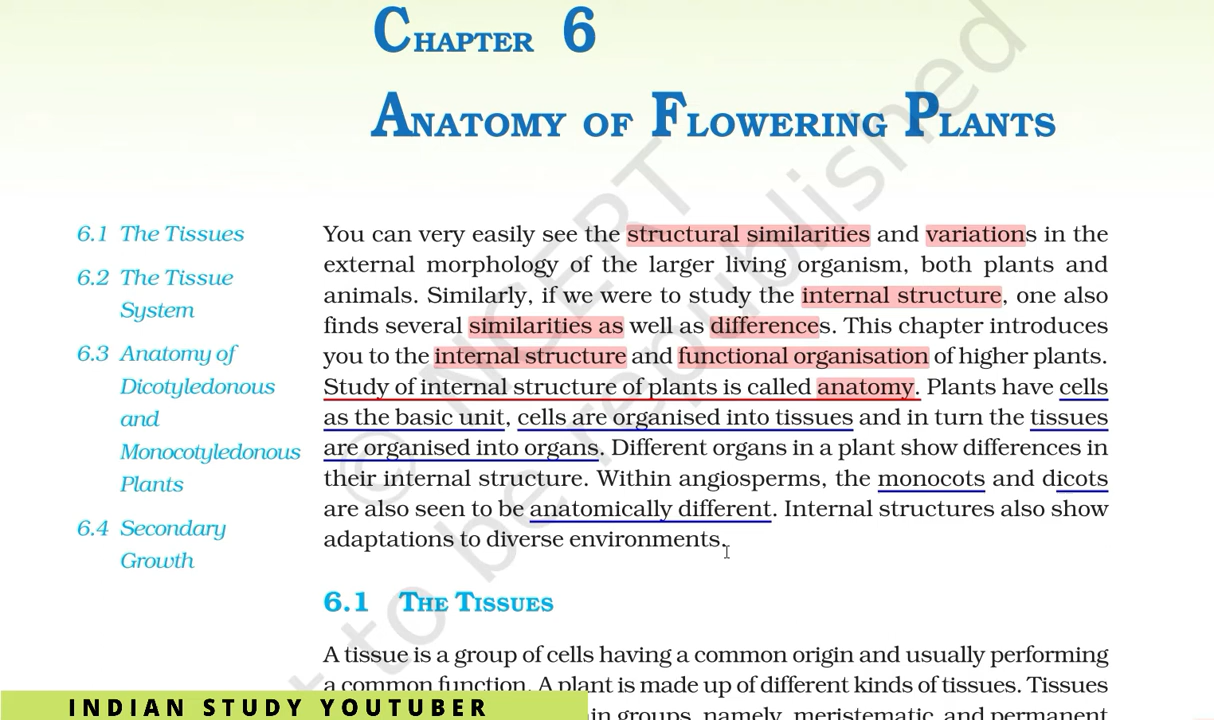 CHAPTER 6
ANATOMY OF FLOWERING PLANTS
6.1 The Tissues
6.2 The Tissue
System
6.3 Anatomy of
Dicotyledonous
and
Monocotyledonous
Plants
6.4 Secondary
Growth
You can very easily see the structural similarities and variations in the
external morphology of the larger living organism, both plants and
animals. Similarly, if we were to study the internal structure, one also
finds several similarities as well as differences. This chapter introduces
you to the internal structure and functional organisation of higher plants.
Study of internal structure of plants is called anatomy. Plants have cells
as the basic unit, cells are organised into tissues and in turn the tissues
are organised into organs. Different organs in a plant show differences in
their internal structure. Within angiosperms, the monocots and dicots
are also seen to be anatomically different. Internal structures also show
adaptations to diverse environments.
6.1 THE TISSUES
A tissue is a group of cells having a common origin and usually performing
a common function. A plant is made up of different kinds of tissues. Tissues
in groups, namely, meristematic and permanent
© NCERT
not to be republished
INDIAN STUDY YOUTUBER